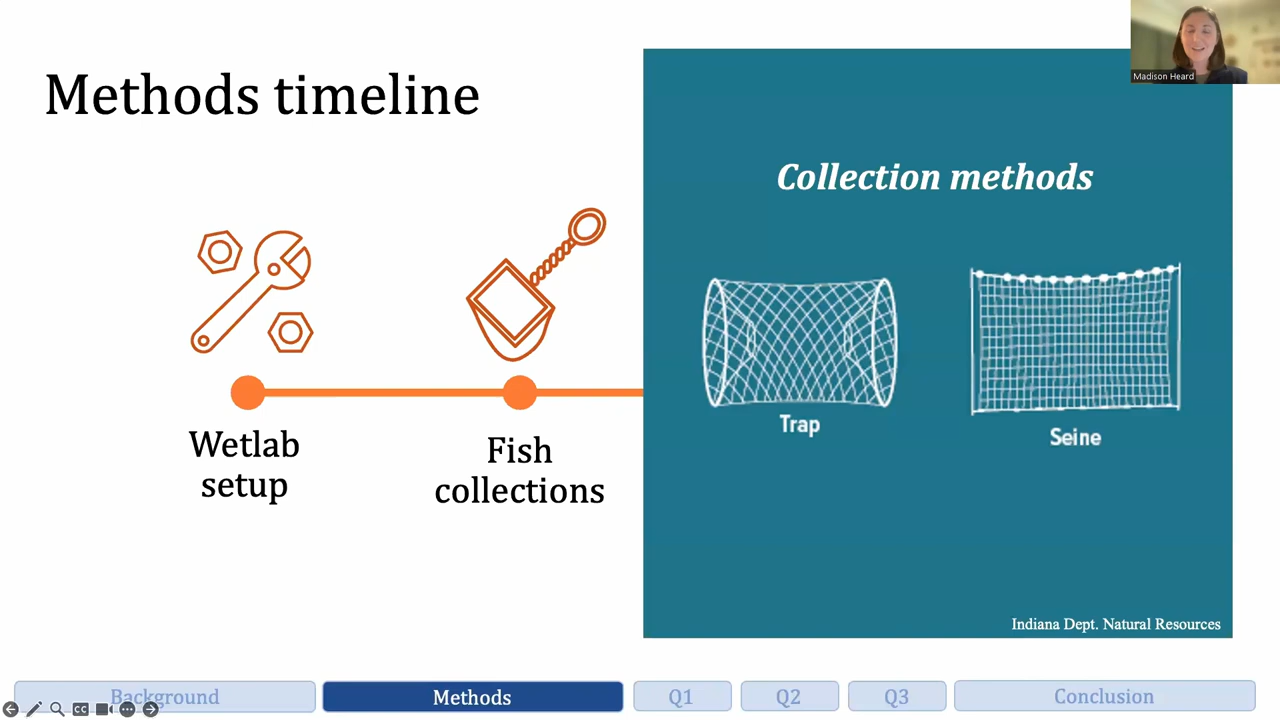 Methods timeline
Madison Heard
Collection methods
Trap
Seine
Wetlab
setup
Fish
collections
Indiana Dept. Natural Resources
Background
Methods
Q1
Q2
Q3
Conclusion
CC